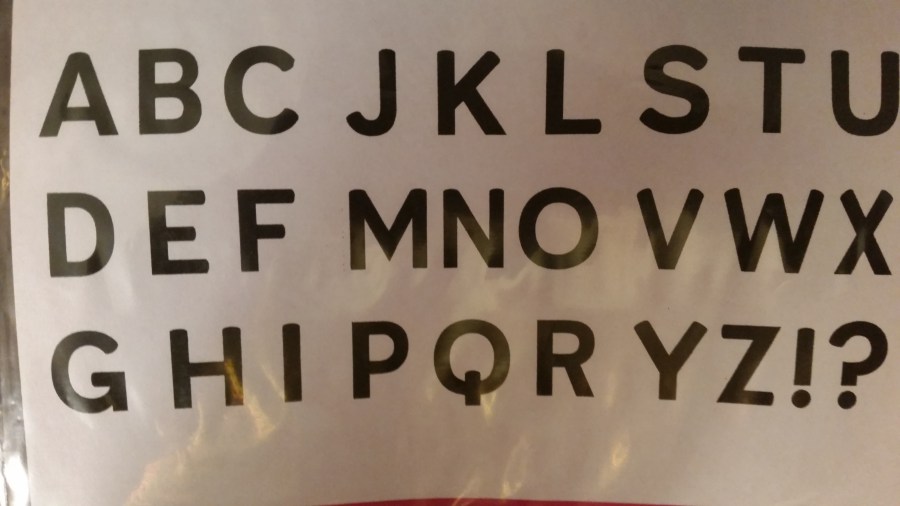 ABC JKL STU
DEF MNO VWX
GHI PQR YZ!?